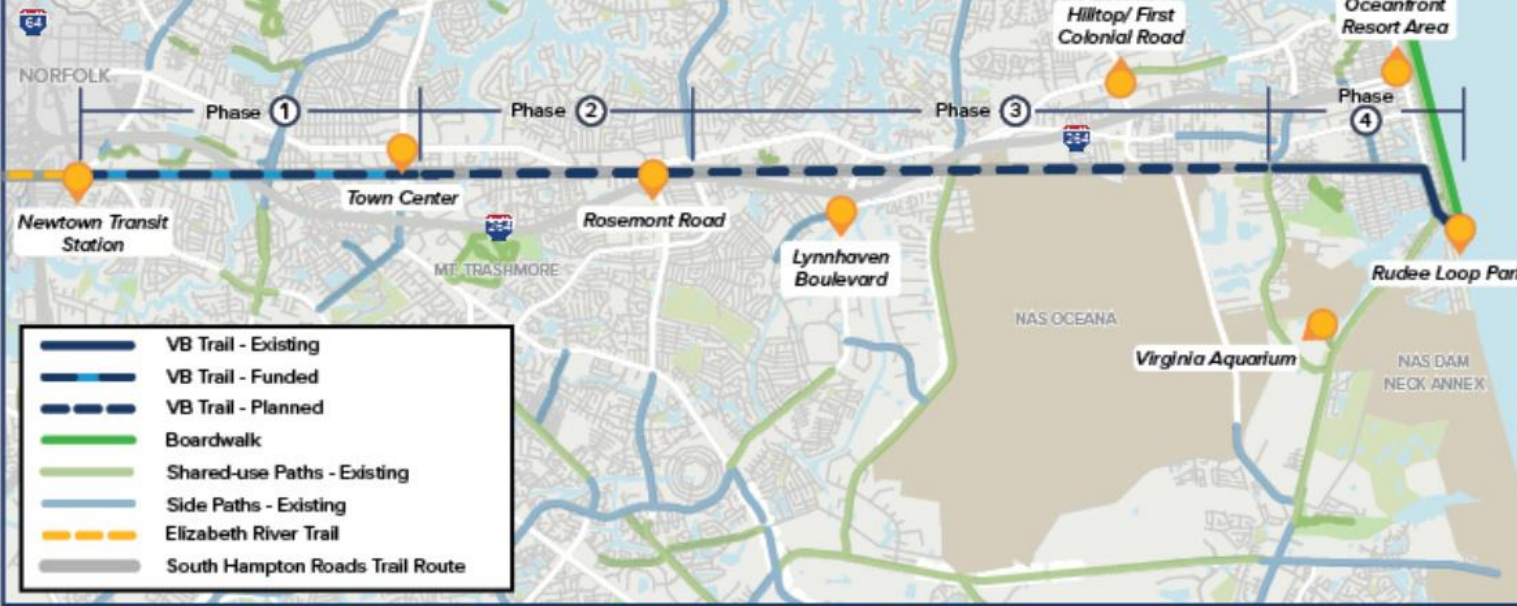 64
NORFOLK
Hilltop/ First
Colonial Road
Oceanfront
Resort Area
Phase 1
Phase 2
Phase 3
Phase
4
264
Newtown Transit
Station
Town Center
264
Rosemont Road
Lynnhaven
Boulevard
Rudee Loop Par
MT. TRASHMORE
NAS OCEANA
Virginia Aquarium
NAS DAM
NECK ANNEX
VB Trail - Existing
VB Trail - Funded
VB Trail - Planned
Boardwalk
Shared-use Paths - Existing
Side Paths - Existing
Elizabeth River Trail
South Hampton Roads Trail Route